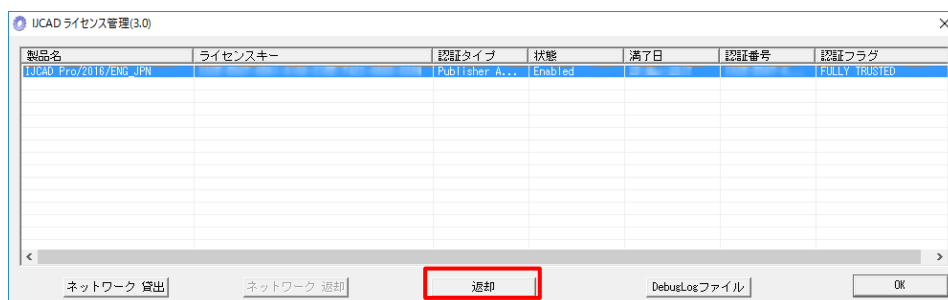 IJCAD ライセンス管理(3.0)
製品名 ライセンスキー 認証タイプ 状態 満了日 認証番号 認証フラグ
IJCAD Pro/2016/ENG_JPN Publisher A... Enabled FULLY TRUSTED
ネットワーク 貸出 ネットワーク 返却 返却 DebugLogファイル OK